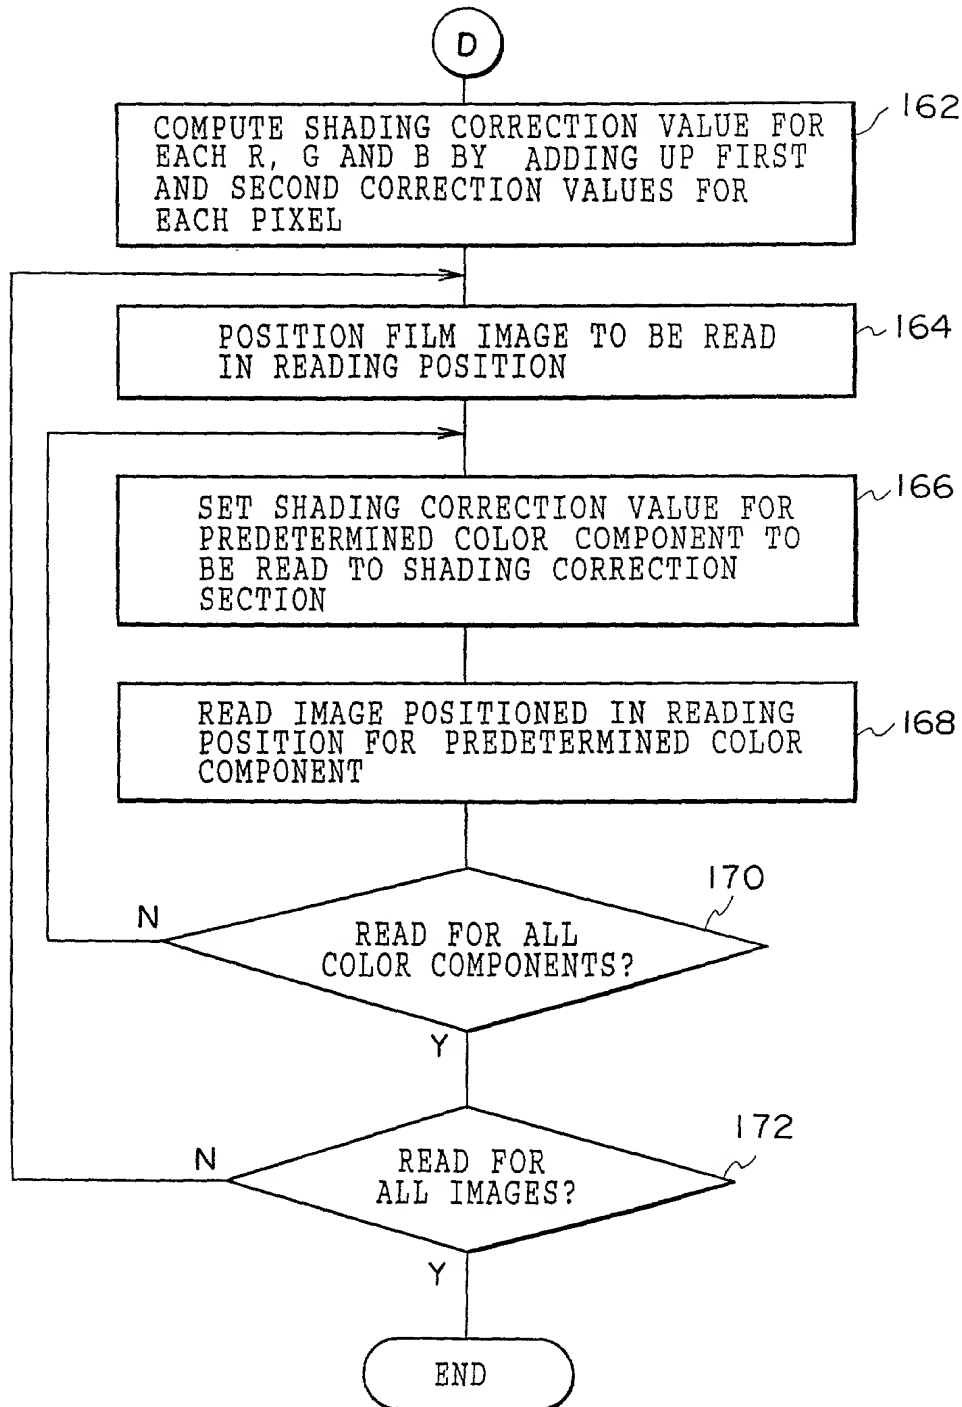 D
162
COMPUTE SHADING CORRECTION VALUE FOR
EACH R, G AND B BY ADDING UP FIRST
AND SECOND CORRECTION VALUES FOR
EACH PIXEL
164
POSITION FILM IMAGE TO BE READ
IN READING POSITION
166
SET SHADING CORRECTION VALUE FOR
PREDETERMINED COLOR COMPONENT TO
BE READ TO SHADING CORRECTION
SECTION
168
READ IMAGE POSITIONED IN READING
POSITION FOR PREDETERMINED COLOR
COMPONENT
170
N
READ FOR ALL
COLOR COMPONENTS?
Y
172
N
READ FOR
ALL IMAGES?
Y
END